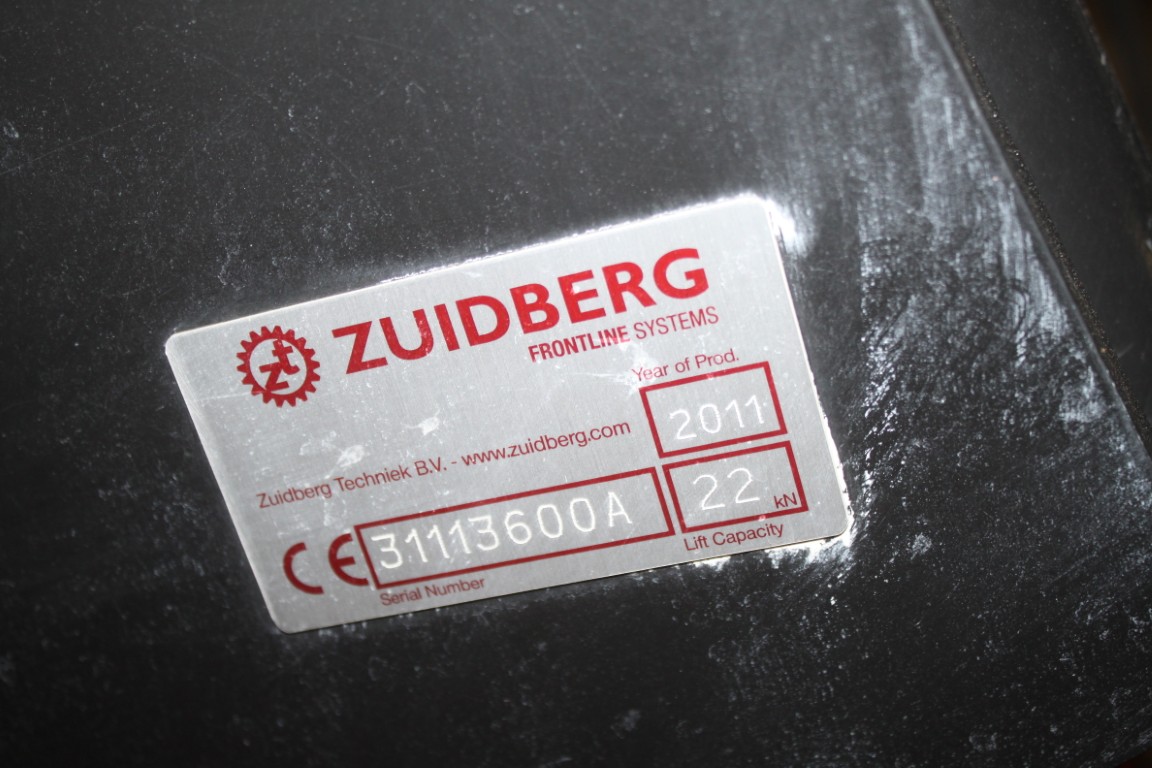 zt ZUIDBERG
FRONTLINE SYSTEMS
Year of Prod.
2011
Zuidberg Techniek B.V. - www.zuidberg.com
CE 31113600A
22 kN
Serial Number
Lift Capacity